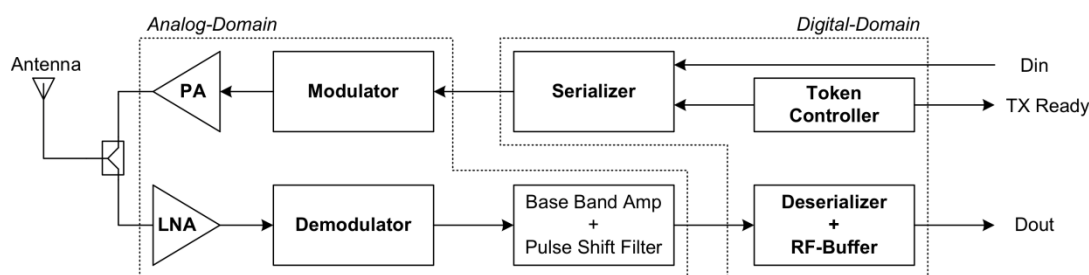 Analog-Domain
Digital-Domain
Antenna
PA
Modulator
Serializer
Din
Token
Controller
TX Ready
LNA
Demodulator
Base Band Amp
+
Pulse Shift Filter
Deserializer
+
RF-Buffer
Dout